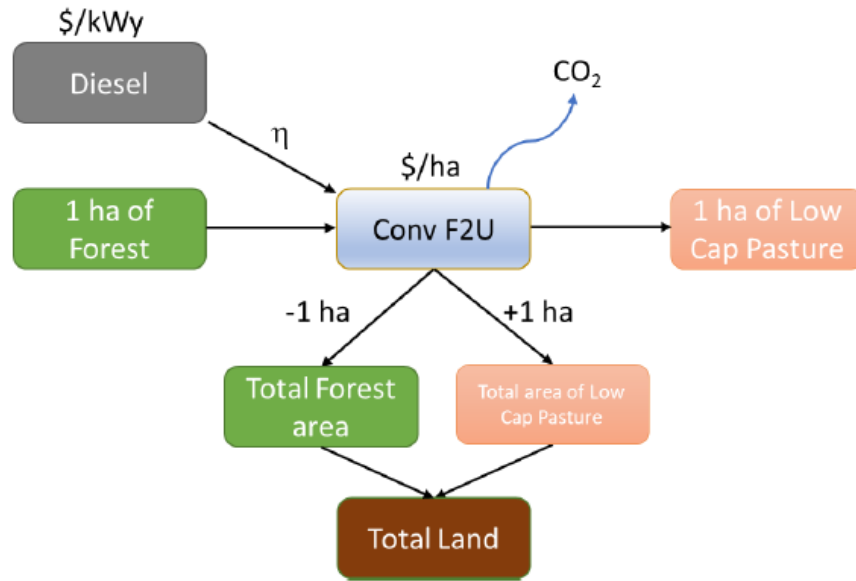 $/kWy
Diesel
CO₂
η
$/ha
1 ha of
Forest
Conv F2U
1 ha of Low
Cap Pasture
-1 ha
+1 ha
Total Forest
area
Total area of Low
Cap Pasture
Total Land